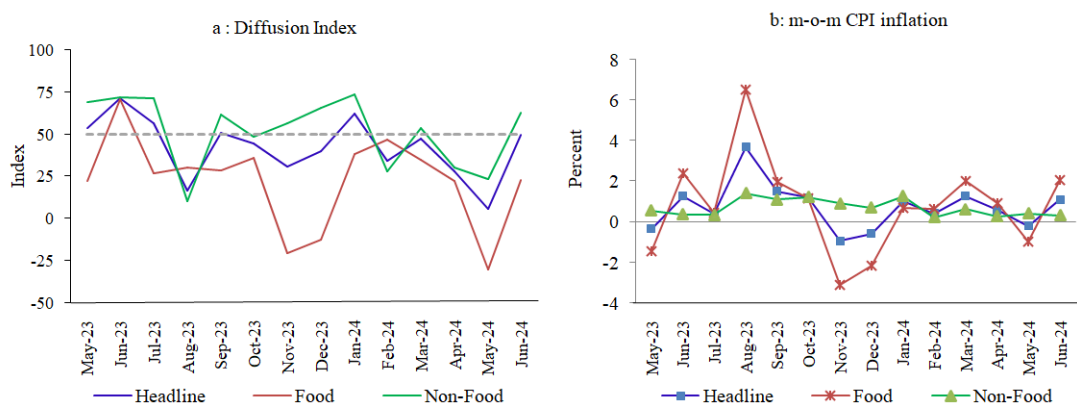 a : Diffusion Index
100
75
50
25
0
-25
-50
Index
May-23
Jun-23
Jul-23
Aug-23
Sep-23
Oct-23
Nov-23
Dec-23
Jan-24
Feb-24
Mar-24
Apr-24
May-24
Jun-24
Headline
Food
Non-Food
b: m-o-m CPI inflation
8
6
4
2
0
-2
-4
Percent
May-23
Jun-23
Jul-23
Aug-23
Sep-23
Oct-23
Nov-23
Dec-23
Jan-24
Feb-24
Mar-24
Apr-24
May-24
Jun-24
Headline
Food
Non-Food